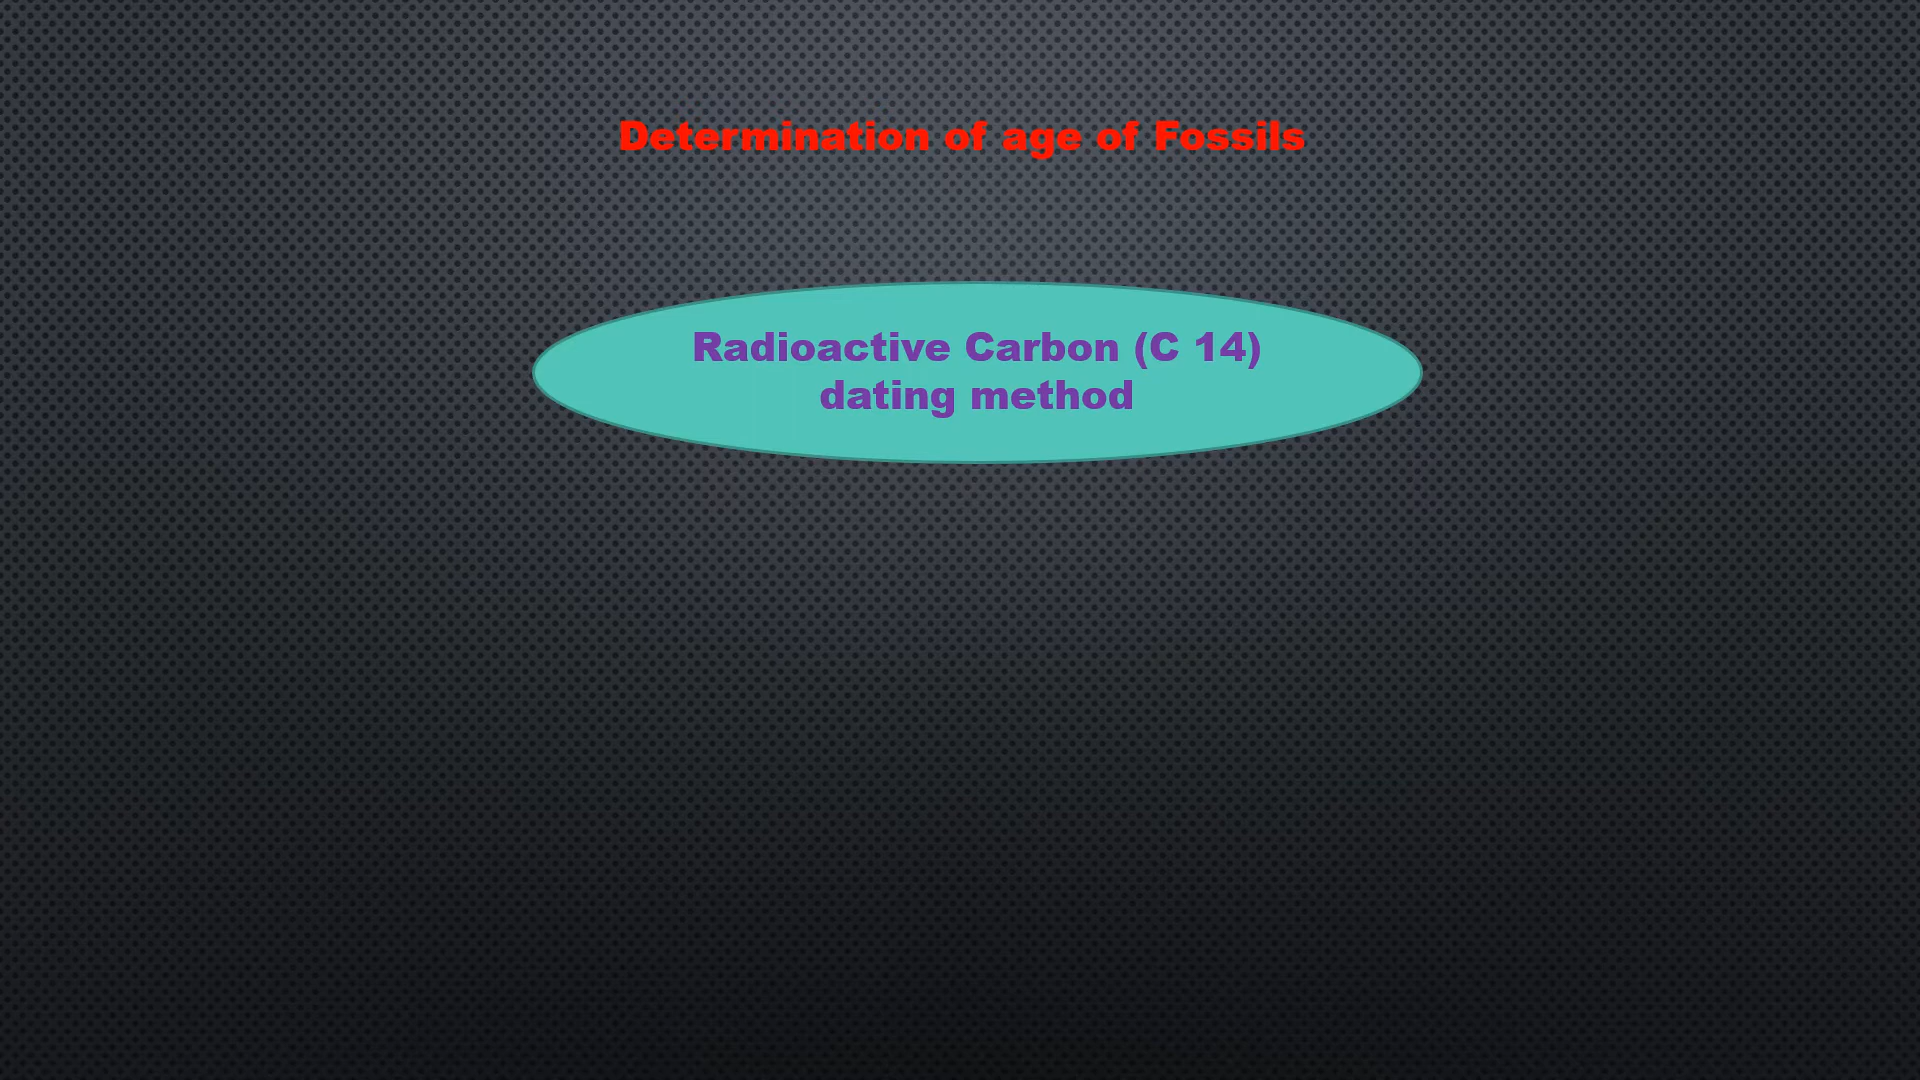 Determination of age of Fossils
Radioactive Carbon (C 14)
dating method